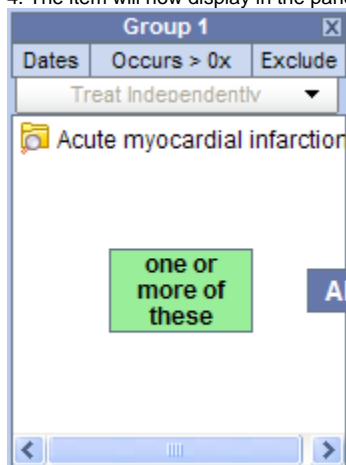 4. The item will now display in the pan
Group 1 X
Dates Occurs > 0x Exclude
Treat Independently
Acute myocardial infarction
one or
more of
these
A